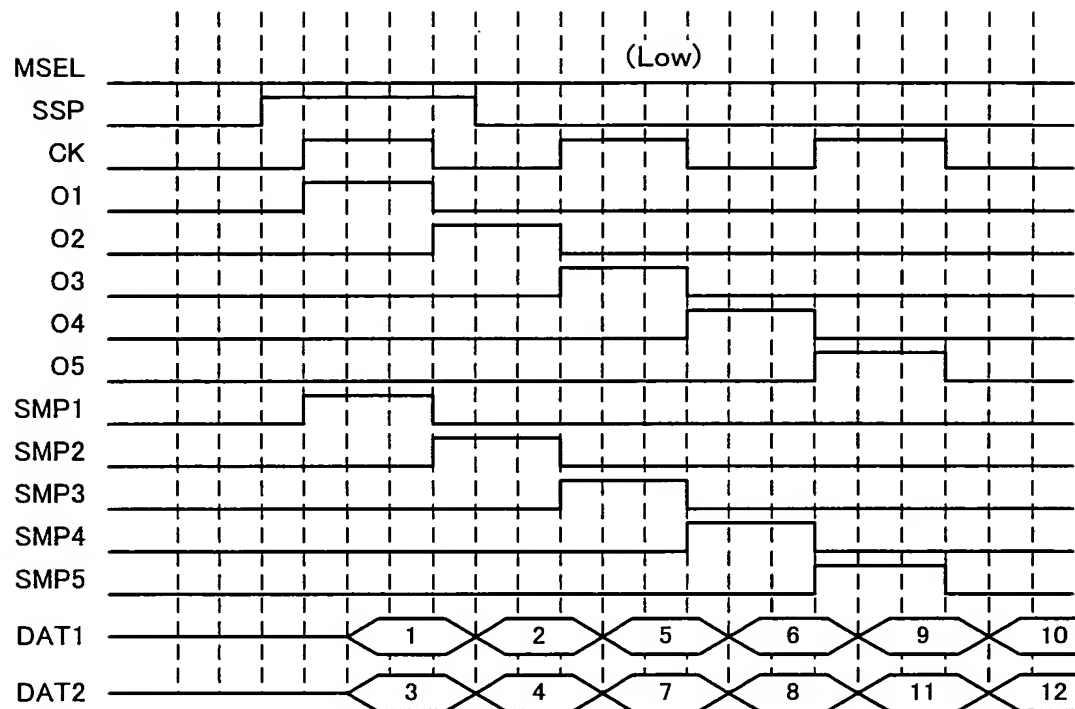 (Low)
MSEL
SSP
CK
O1
O2
O3
O4
O5
SMP1
SMP2
SMP3
SMP4
SMP5
DAT1 1 2 5 6 9 10
DAT2 3 4 7 8 11 12